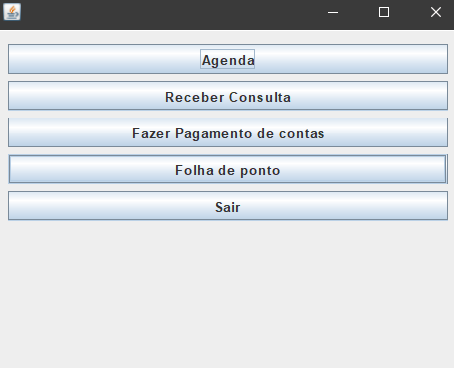 Agenda
Receber Consulta
Fazer Pagamento de contas
Folha de ponto
Sair